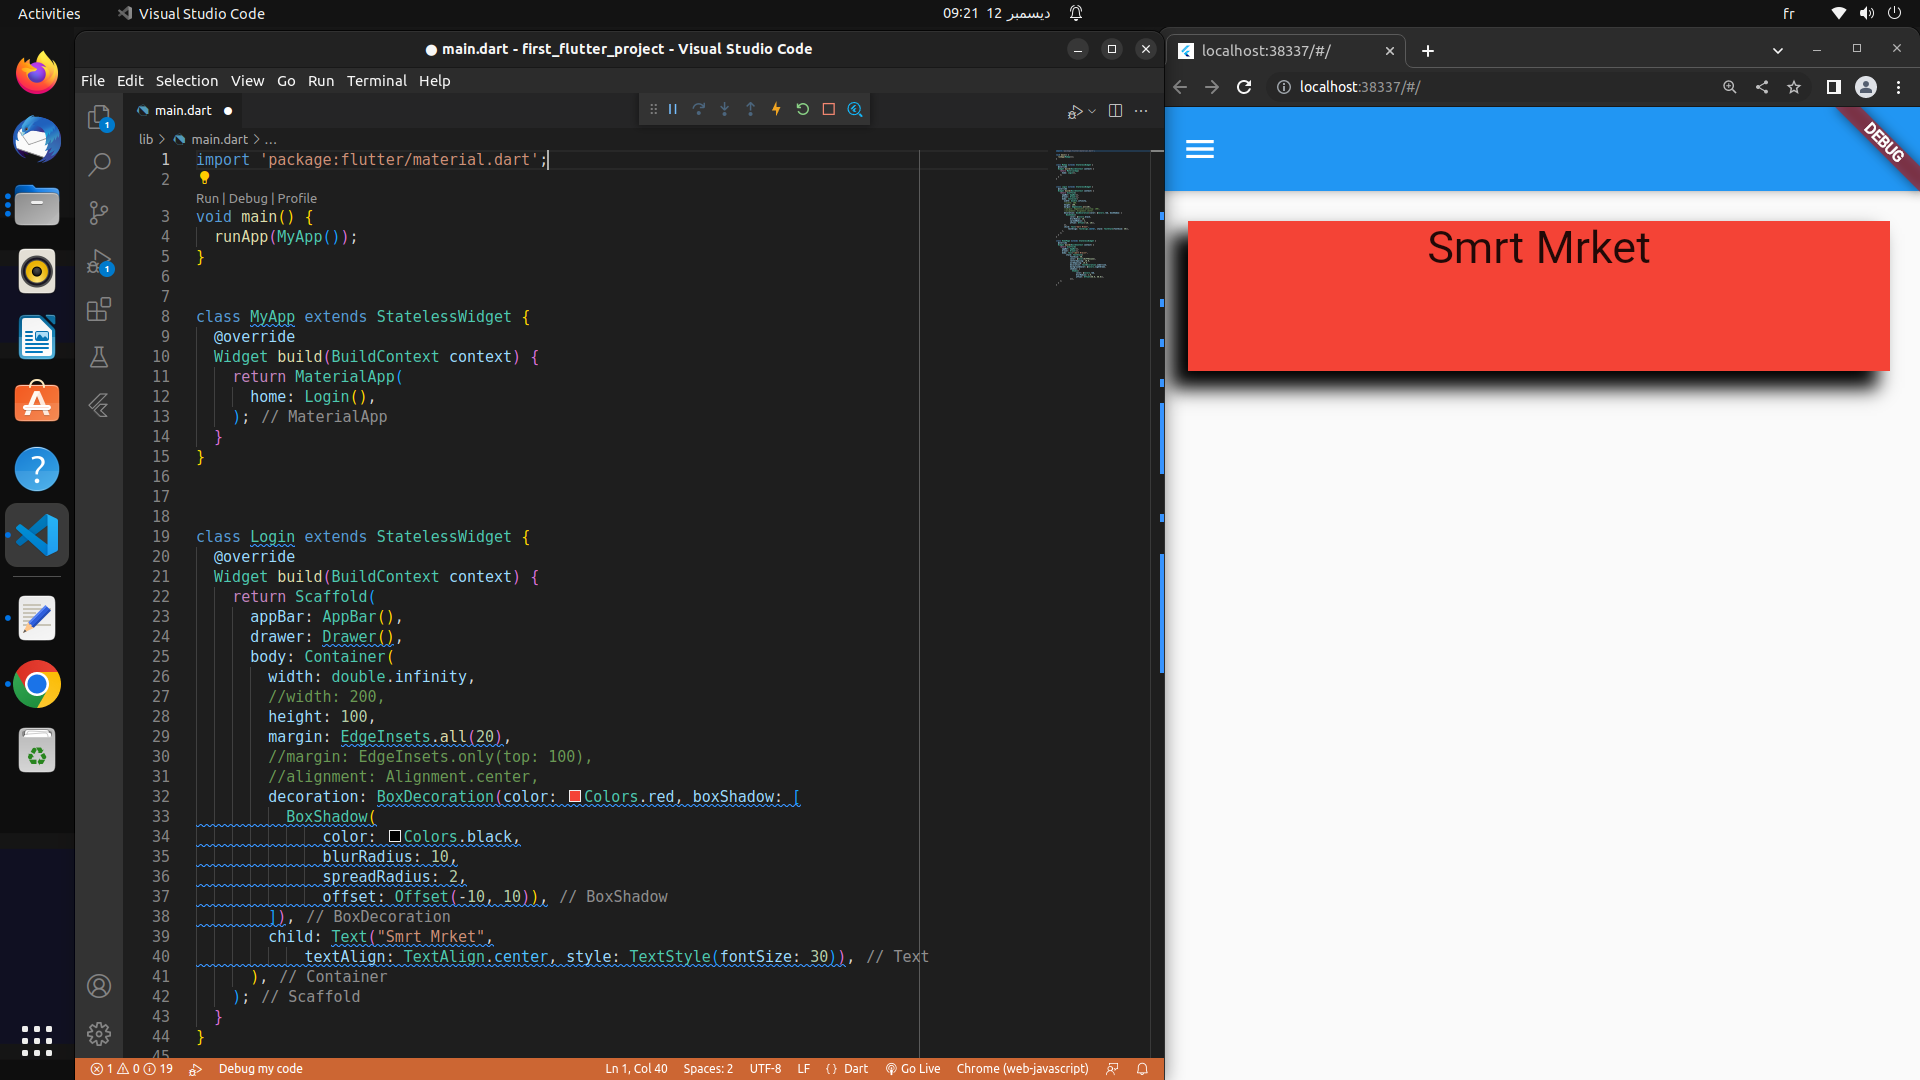 Activities
Visual Studio Code
09:21 12 ديسمبر
fr
● main.dart - first_flutter_project - Visual Studio Code
File Edit Selection View Go Run Terminal Help
main.dart
lib > main.dart > ...
1 import 'package:flutter/material.dart';
2
Run | Debug | Profile
3 void main() {
4 runApp(MyApp());
5 }
6
7
8 class MyApp extends StatelessWidget {
9 @override
10 Widget build(BuildContext context) {
11 return MaterialApp(
12 home: Login(),
13 ); // MaterialApp
14 }
15 }
16
17
18
19 class Login extends StatelessWidget {
20 @override
21 Widget build(BuildContext context) {
22 return Scaffold(
23 appBar: AppBar(),
24 drawer: Drawer(),
25 body: Container(
26 width: double.infinity,
27 //width: 200,
28 height: 100,
29 margin: EdgeInsets.all(20),
30 //margin: EdgeInsets.only(top: 100),
31 //alignment: Alignment.center,
32 decoration: BoxDecoration(color: Colors.red, boxShadow: [
33 BoxShadow(
34 color: Colors.black,
35 blurRadius: 10,
36 spreadRadius: 2,
37 offset: Offset(-10, 10)), // BoxShadow
38 ]), // BoxDecoration
39 child: Text("Smrt Mrket",
40 textAlign: TextAlign.center, style: TextStyle(fontSize: 30)), // Text
41 ), // Container
42 ); // Scaffold
43 }
44 }
45
1 0 19 Debug my code
Ln 1, Col 40 Spaces: 2 UTF-8 LF {} Dart Go Live Chrome (web-javascript)
1
1
localhost:38337/#/
localhost:38337/#/
DEBUG
Smrt Mrket